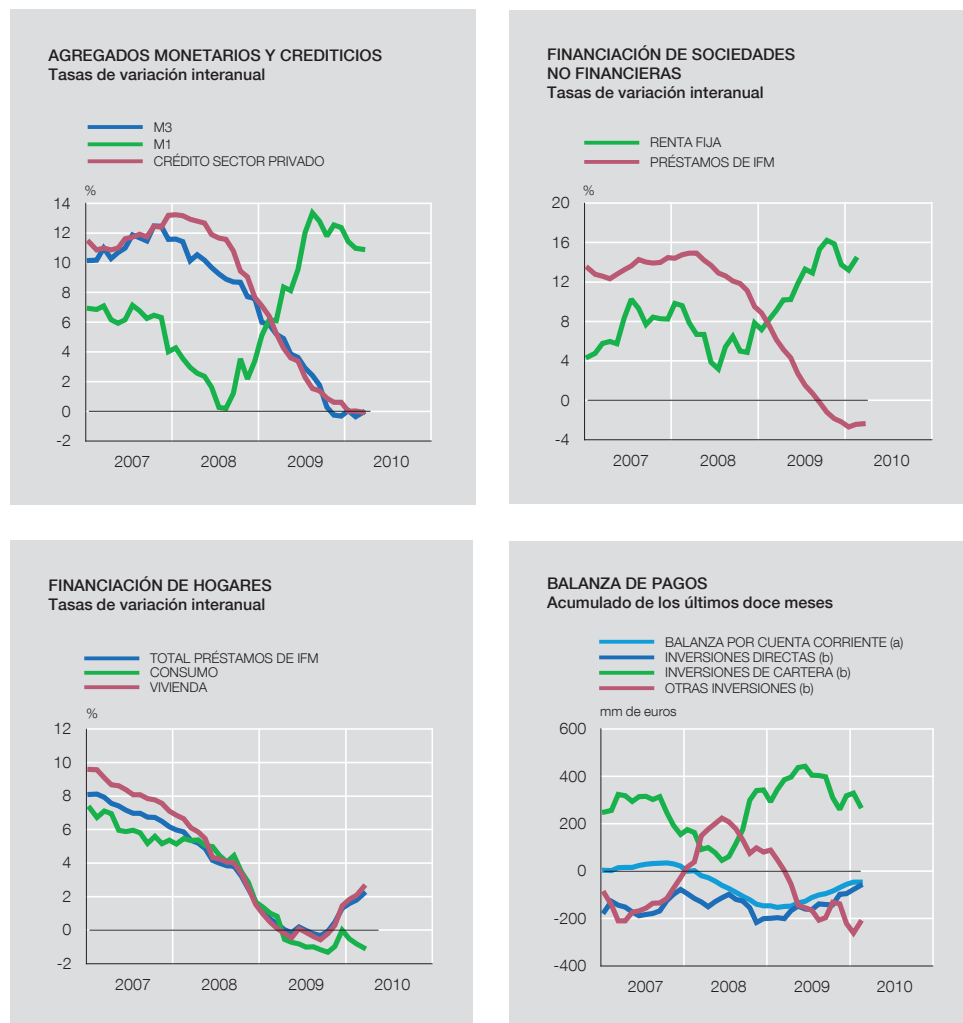 AGREGADOS MONETARIOS Y CREDITICIOS
Tasas de variación interanual
M3
M1
CRÉDITO SECTOR PRIVADO
%
14
12
10
8
6
4
2
0
-2
2007 2008 2009 2010
FINANCIACIÓN DE SOCIEDADES
NO FINANCIERAS
Tasas de variación interanual
RENTA FIJA
PRÉSTAMOS DE IFM
%
20
16
12
8
4
0
-4
2007 2008 2009 2010
FINANCIACIÓN DE HOGARES
Tasas de variación interanual
TOTAL PRÉSTAMOS DE IFM
CONSUMO
VIVIENDA
%
12
10
8
6
4
2
0
-2
2007 2008 2009 2010
BALANZA DE PAGOS
Acumulado de los últimos doce meses
BALANZA POR CUENTA CORRIENTE (a)
INVERSIONES DIRECTAS (b)
INVERSIONES DE CARTERA (b)
OTRAS INVERSIONES (b)
mm de euros
600
400
200
0
-200
-400
2007 2008 2009 2010